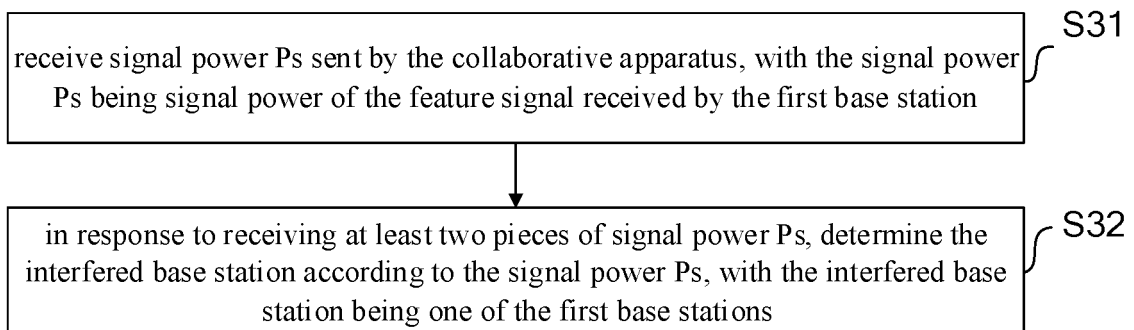 S31
receive signal power Ps sent by the collaborative apparatus, with the signal power
Ps being signal power of the feature signal received by the first base station
S32
in response to receiving at least two pieces of signal power Ps, determine the
interfered base station according to the signal power Ps, with the interfered base
station being one of the first base stations